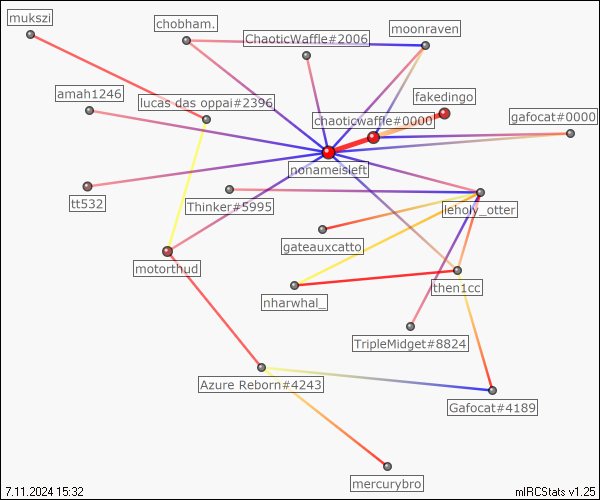 mukszi
chobham.
ChaoticWaffle#2006
moonraven
amah1246
lucas das oppai#2396
fakedingo
chaoticwaffle#0000
gafocat#0000
nonameisleft
tt532
Thinker#5995
leholy_otter
gateauxcatto
motorthud
nharwhal_
then1cc
TripleMidget#8824
Azure Reborn#4243
Gafocat#4189
mercurybro
7.11.2024 15:32
mIRCStats v1.25